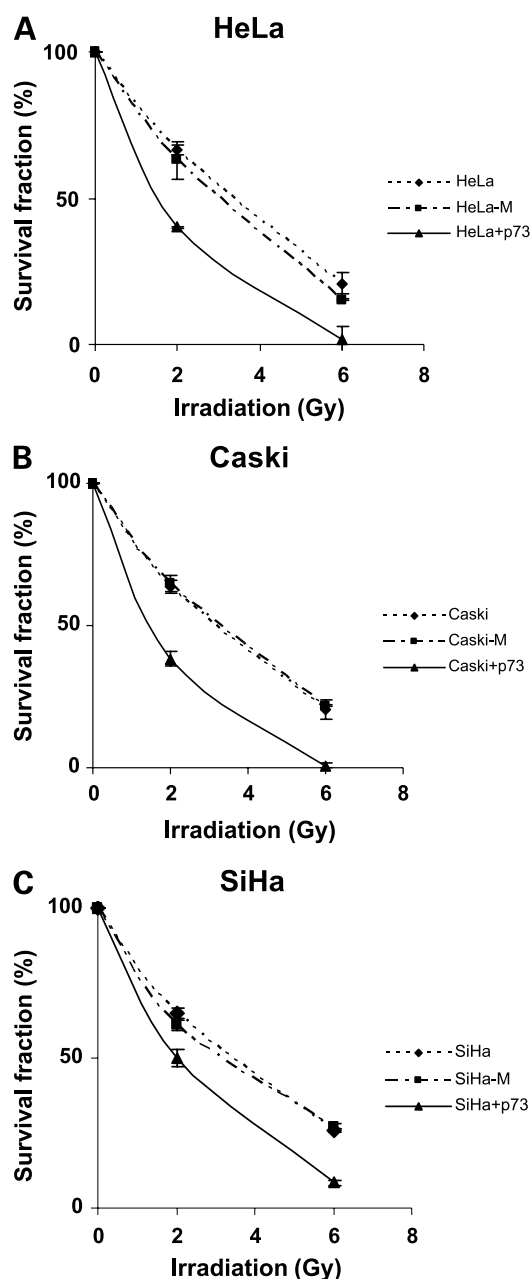 A
HeLa
Survival fraction (%)
100
50
0
0 2 4 6 8
Irradiation (Gy)
HeLa
HeLa-M
HeLa+p73
B
Caski
Survival fraction (%)
100
50
0
0 2 4 6 8
Irradiation (Gy)
Caski
Caski-M
Caski+p73
C
SiHa
Survival fraction (%)
100
50
0
0 2 4 6 8
Irradiation (Gy)
SiHa
SiHa-M
SiHa+p73